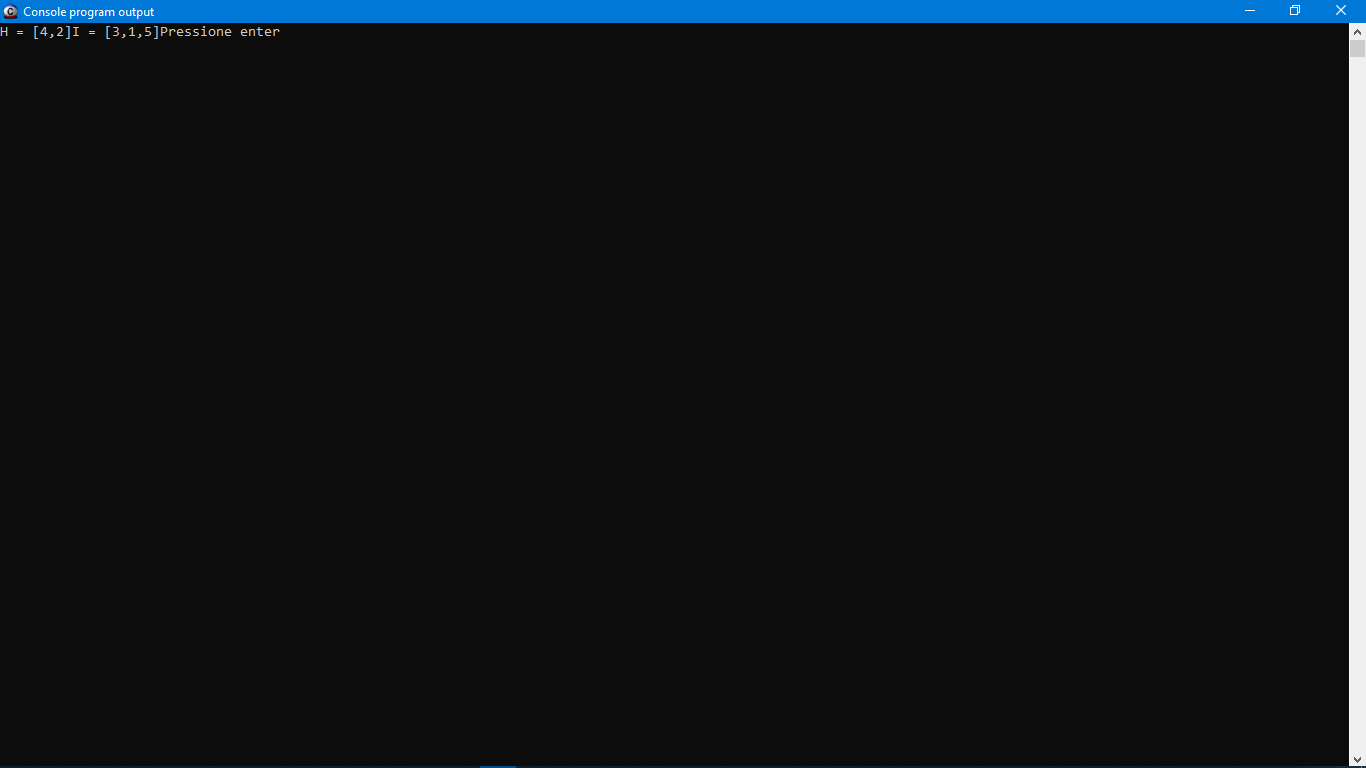 Console program output
H = [4,2]I = [3,1,5]Pressione enter